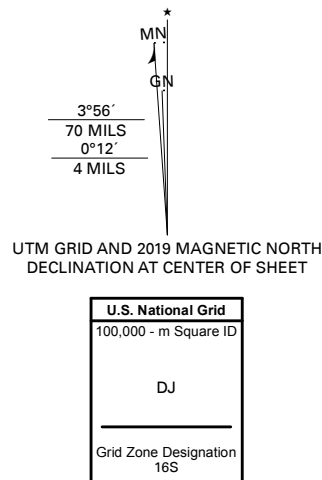 MN
GN
3°56´
70 MILS
0°12´
4 MILS
UTM GRID AND 2019 MAGNETIC NORTH
DECLINATION AT CENTER OF SHEET
U.S. National Grid
100,000 - m Square ID
DJ
Grid Zone Designation
16S